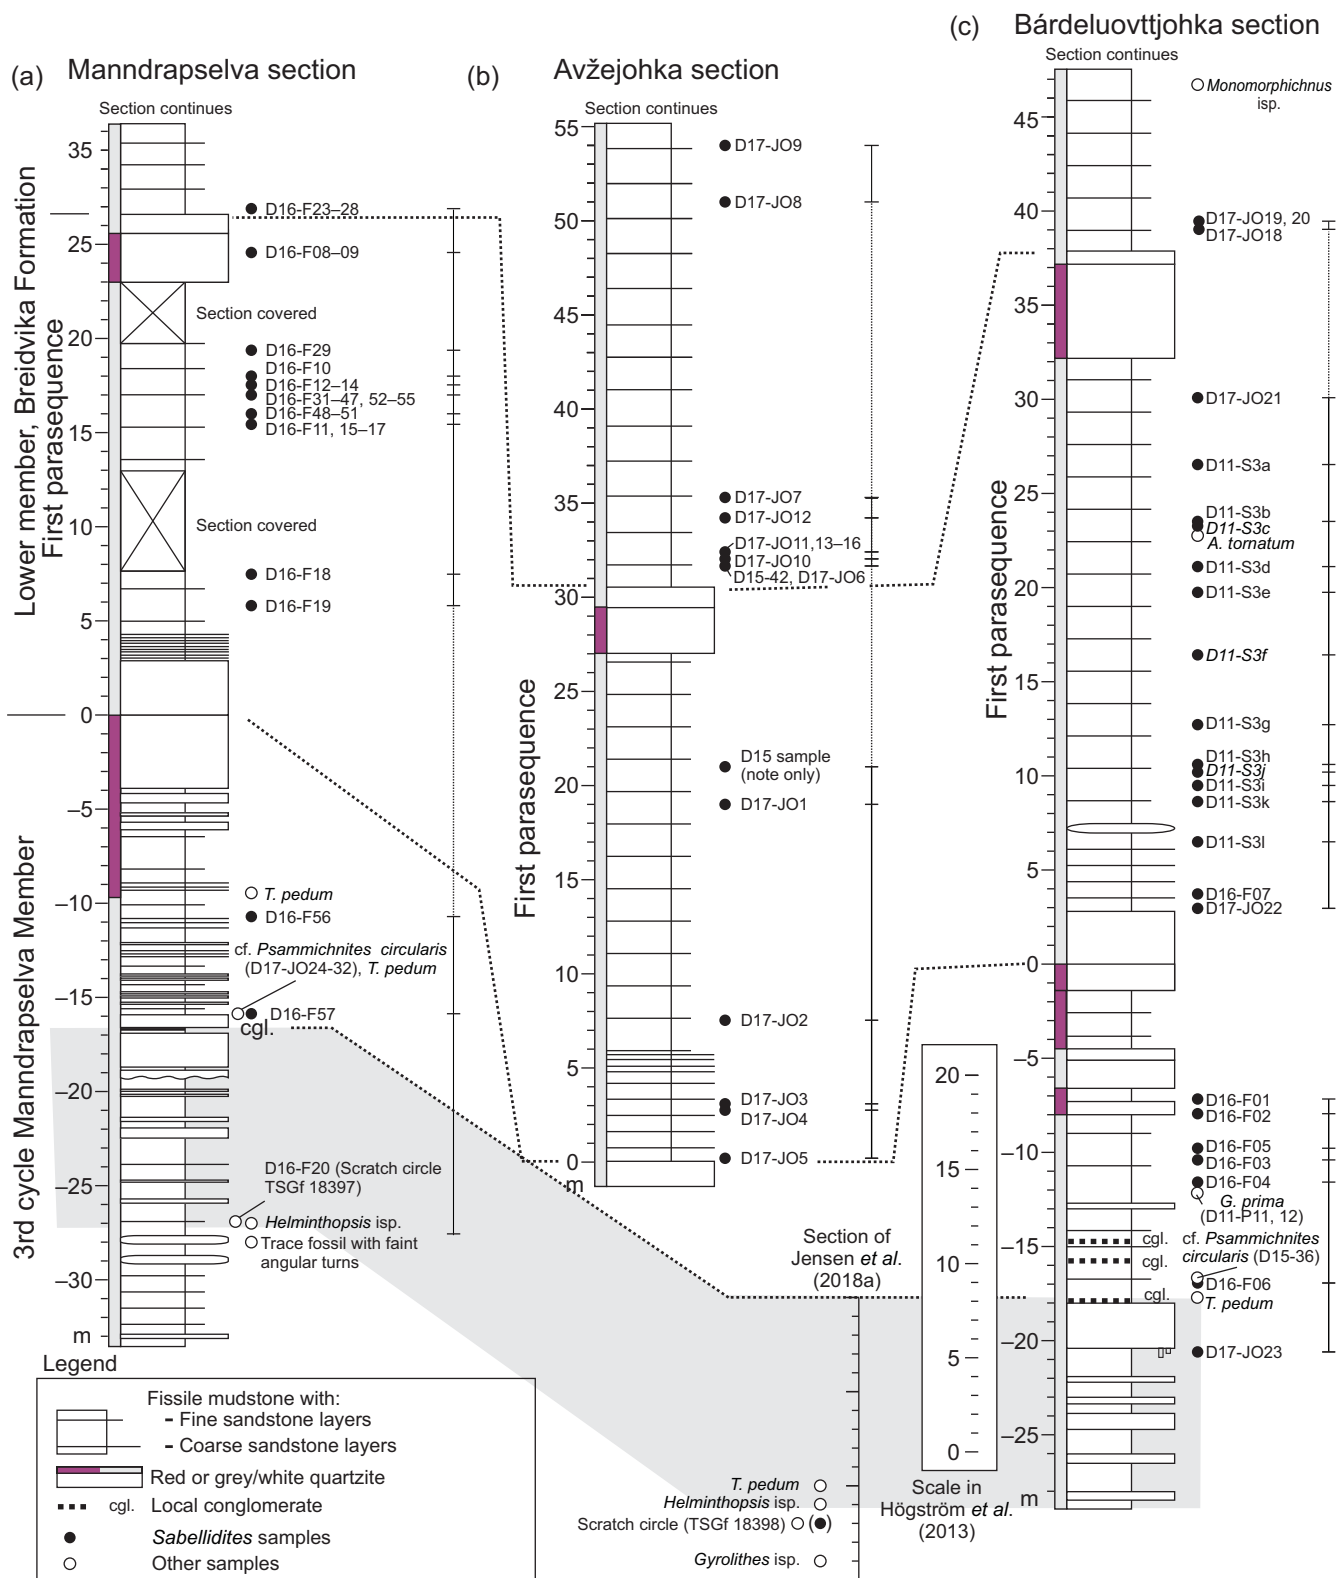 (a) Manndrapselva section
(b) Avžejohka section
(c) Bárdeluovttjohka section
Section continues
35
25
20
15
10
5
0
–5
–10
–15
–20
–25
–30
m
Lower member, Breidvika Formation
First parasequence
3rd cycle Manndrapselva Member
D16-F23–28
D16-F08–09
Section covered
D16-F29
D16-F10
D16-F12–14
D16-F31–47, 52–55
D16-F48–51
D16-F11, 15–17
Section covered
D16-F18
D16-F19
T. pedum
D16-F56
cf. Psammichnites circularis
(D17-JO24-32), T. pedum
D16-F57
cgl.
D16-F20 (Scratch circle
TSGf 18397)
Helminthopsis isp.
Trace fossil with faint
angular turns
Section continues
55
50
45
40
35
30
25
20
15
10
5
0
m
First parasequence
D17-JO9
D17-JO8
D17-JO7
D17-JO12
D17-JO11,13–16
D17-JO10
D15-42, D17-JO6
D15 sample
(note only)
D17-JO1
D17-JO2
D17-JO3
D17-JO4
D17-JO5
Section of
Jensen et al.
(2018a)
T. pedum
Helminthopsis isp.
Scratch circle (TSGf 18398) ( )
Gyrolithes isp.
20
15
10
5
0
Scale in
Högström et al.
(2013)
Section continues
45
40
35
30
25
20
15
10
5
0
–5
–10
–15
–20
–25
m
First parasequence
Monomorphichnus
isp.
D17-JO19, 20
D17-JO18
D17-JO21
D11-S3a
D11-S3b
D11-S3c
A. tornatum
D11-S3d
D11-S3e
D11-S3f
D11-S3g
D11-S3h
D11-S3j
D11-S3i
D11-S3k
D11-S3l
D16-F07
D17-JO22
D16-F01
D16-F02
D16-F05
D16-F03
D16-F04
G. prima
(D11-P11, 12)
cgl.
cf. Psammichnites
circularis (D15-36)
cgl.
D16-F06
cgl.
T. pedum
D17-JO23
Legend
Fissile mudstone with:
- Fine sandstone layers
- Coarse sandstone layers
Red or grey/white quartzite
cgl. Local conglomerate
Sabellidites samples
Other samples